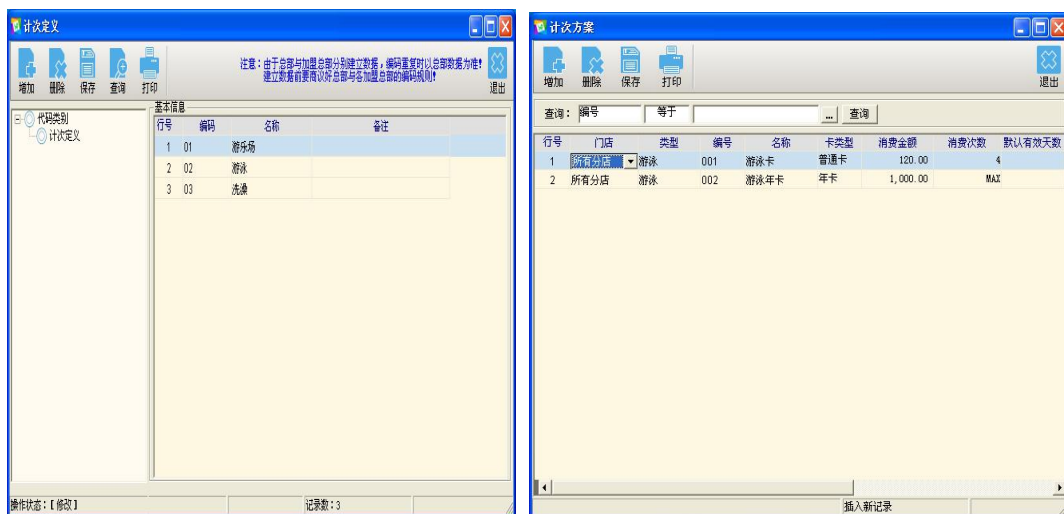 计次定义
增加 删除 保存 查询 打印
注意：由于总部与加盟总部分别建立数据，编码重复时以总部数据为准！
建立数据前要商议好总部与各加盟总部的编码规则！
退出
代码类别
计次定义
基本信息
行号 编码 名称 备注
1 01 游乐场
2 02 游泳
3 03 洗澡
操作状态：[修改] 记录数：3
计次方案
增加 删除 保存 打印 退出
查询： 编号 等于 ... 查询
行号 门店 类型 编号 名称 卡类型 消费金额 消费次数 默认有效天数
1 所有分店 游泳 001 游泳卡 普通卡 120.00 4
2 所有分店 游泳 002 游泳年卡 年卡 1,000.00 MAX
插入新记录